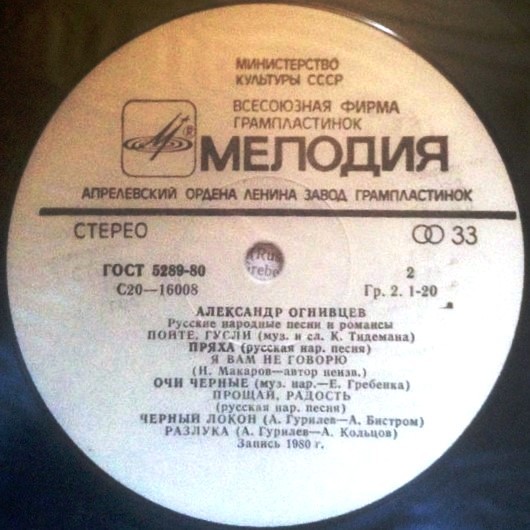 МИНИСТЕРСТВО
КУЛЬТУРЫ СССР
ВСЕСОЮЗНАЯ ФИРМА
ГРАМПЛАСТИНОК
® МЕЛОДИЯ
АПРЕЛЕВСКИЙ ОРДЕНА ЛЕНИНА ЗАВОД ГРАМПЛАСТИНОК
СТЕРЕО 33
ГОСТ 5289-80 2
С20—16008 Гр. 2. 1-20
АЛЕКСАНДР ОГНИВЦЕВ
Русские народные песни и романсы
ПОЙТЕ, ГУСЛИ (муз. и сл. К. Тидемана)
ПРЯХА (русская нар. песня)
Я ВАМ НЕ ГОВОРЮ
(И. Макаров—автор неизв.)
ОЧИ ЧЕРНЫЕ (муз. нар.—Е. Гребенка)
ПРОЩАЙ, РАДОСТЬ
(русская нар. песня)
ЧЕРНЫЙ ЛОКОН (А. Гурилев—А. Бистром)
РАЗЛУКА (А. Гурилев—А. Кольцов)
Запись 1980 г.